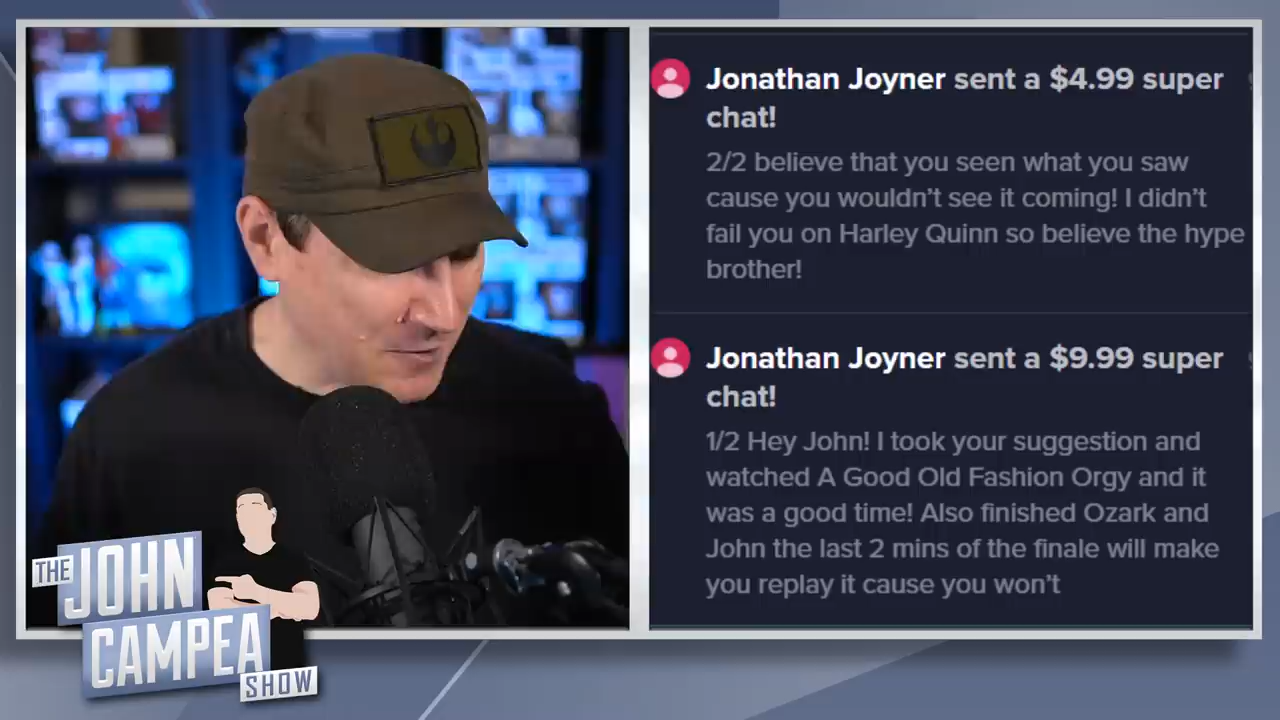 Jonathan Joyner sent a $4.99 super
chat!
2/2 believe that you seen what you saw
cause you wouldn't see it coming! I didn't
fail you on Harley Quinn so believe the hype
brother!
Jonathan Joyner sent a $9.99 super
chat!
1/2 Hey John! I took your suggestion and
watched A Good Old Fashion Orgy and it
was a good time! Also finished Ozark and
John the last 2 mins of the finale will make
you replay it cause you won't
THE
JOHN
CAMPEA
SHOW